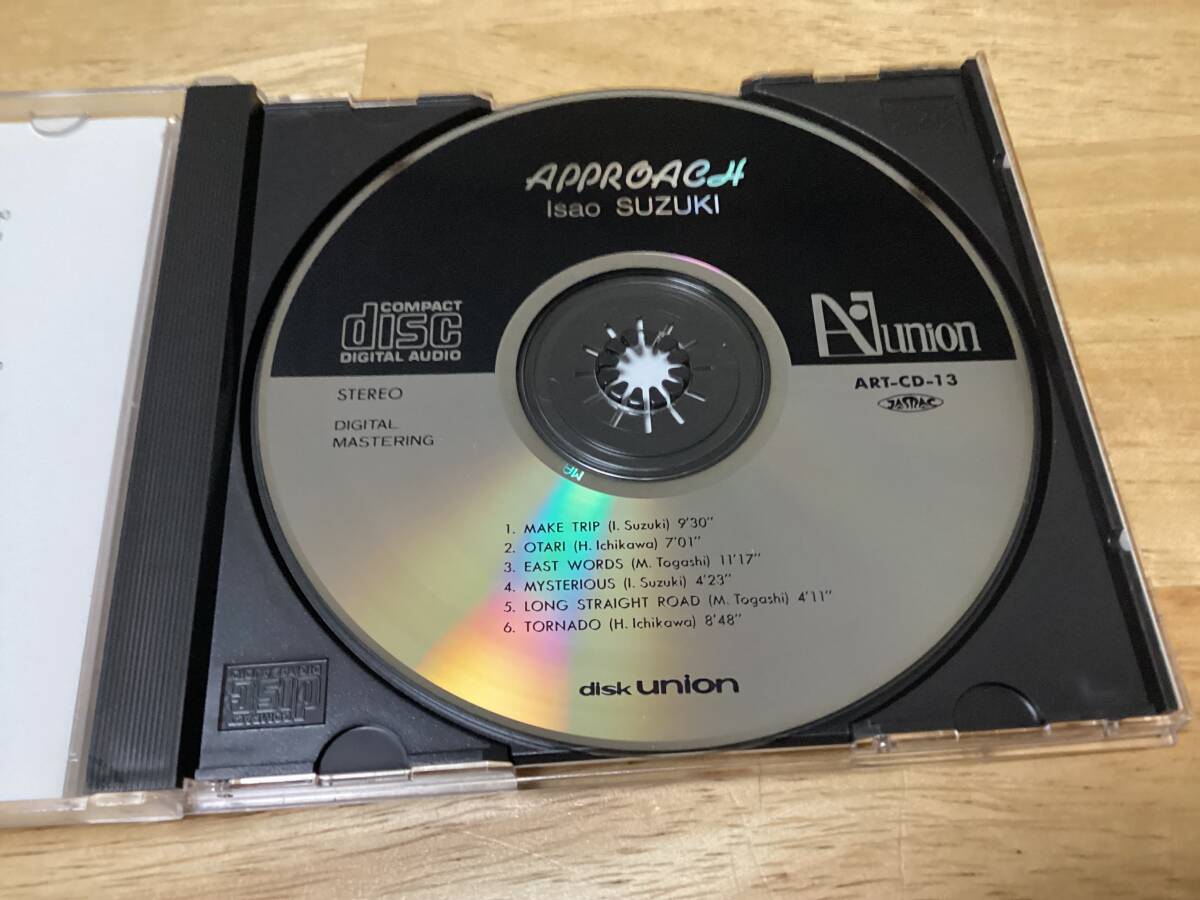 APPROACH
Isao SUZUKI
COMPACT
disc
DIGITAL AUDIO
AJ union
STEREO
ART-CD-13
JASRAC
DIGITAL
MASTERING
1. MAKE TRIP (I. Suzuki) 9'30"
2. OTARI (H. Ichikawa) 7'01"
3. EAST WORDS (M. Togashi) 11'17"
4. MYSTERIOUS (I. Suzuki) 4'23"
5. LONG STRAIGHT ROAD (M. Togashi) 4'11"
6. TORNADO (H. Ichikawa) 8'48"
disk union